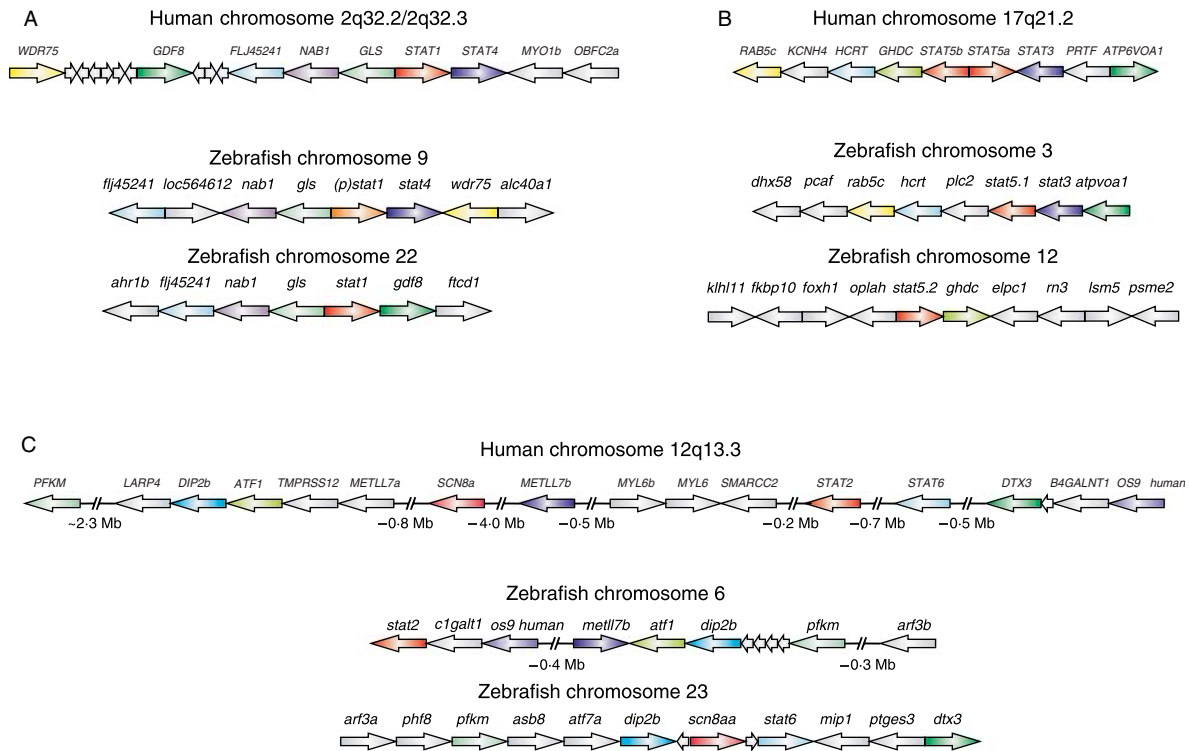 A
Human chromosome 2q32.2/2q32.3
WDR75 GDF8 FLJ45241 NAB1 GLS STAT1 STAT4 MYO1b OBFC2a
Zebrafish chromosome 9
flj45241 loc564612 nab1 gls (p)stat1 stat4 wdr75 alc40a1
Zebrafish chromosome 22
ahr1b flj45241 nab1 gls stat1 gdf8 ftcd1
B
Human chromosome 17q21.2
RAB5c KCNH4 HCRT GHDC STAT5b STAT5a STAT3 PRTF ATP6VOA1
Zebrafish chromosome 3
dhx58 pcaf rab5c hcrt plc2 stat5.1 stat3 atpvoa1
Zebrafish chromosome 12
klhl11 fkbp10 foxh1 oplah stat5.2 ghdc elpc1 rn3 lsm5 psme2
C
Human chromosome 12q13.3
PFKM LARP4 DIP2b ATF1 TMPRSS12 METLL7a SCN8a METLL7b MYL6b MYL6 SMARCC2 STAT2 STAT6 DTX3 B4GALNT1 OS9 human
~2·3 Mb −0·8 Mb −4·0 Mb −0·5 Mb −0·2 Mb −0·7 Mb −0·5 Mb
Zebrafish chromosome 6
stat2 c1galt1 os9 human metll7b atf1 dip2b pfkm arf3b
−0·4 Mb −0·3 Mb
Zebrafish chromosome 23
arf3a phf8 pfkm asb8 atf7a dip2b scn8aa stat6 mip1 ptges3 dtx3